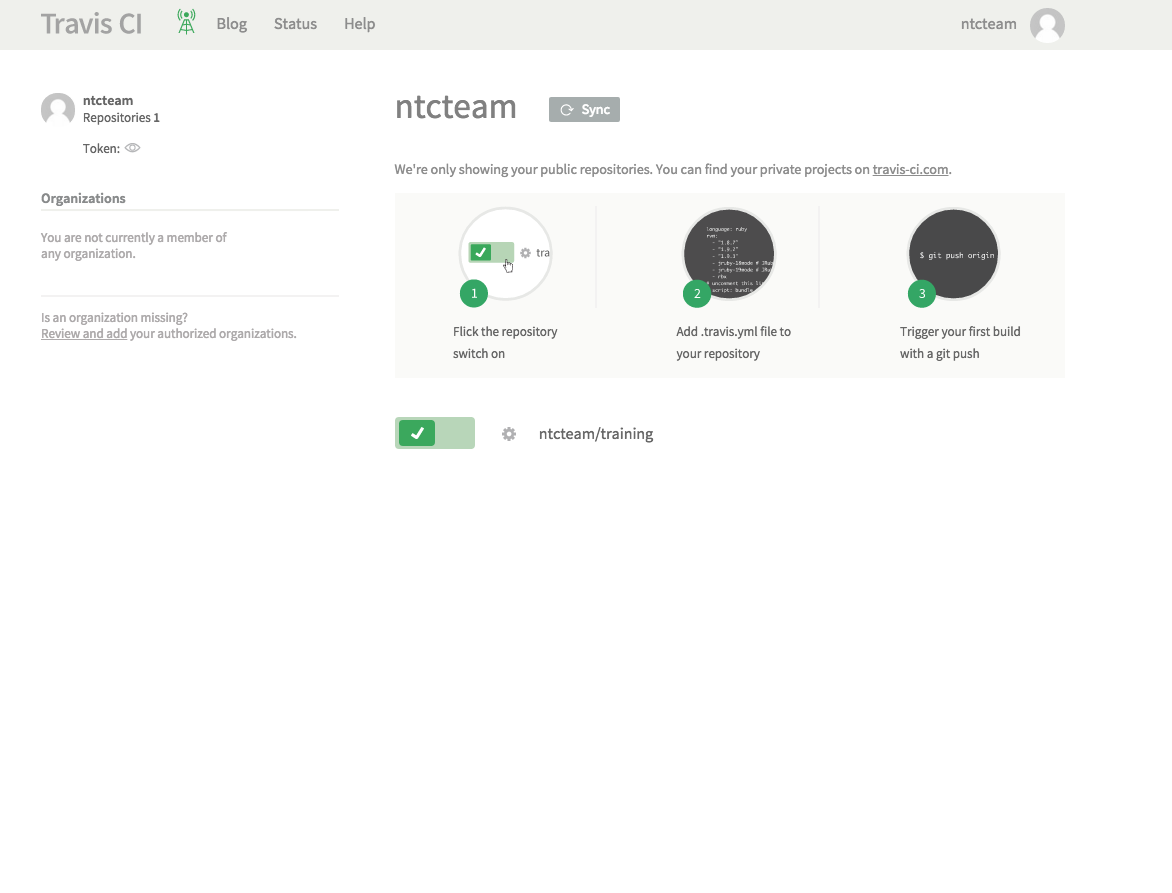 Travis CI
Blog
Status
Help
ntcteam
ntcteam
Repositories 1
Token:
Organizations
You are not currently a member of
any organization.
Is an organization missing?
Review and add your authorized organizations.
ntcteam
Sync
We're only showing your public repositories. You can find your private projects on travis-ci.com.
tra
1
Flick the repository
switch on
language: ruby
rvm:
- "1.8.7"
- "1.9.2"
- "1.9.3"
- jruby-18mode # JRub
- jruby-19mode # JRu
- rbx
# uncomment this li
script: bundle
2
Add .travis.yml file to
your repository
$ git push origin
3
Trigger your first build
with a git push
ntcteam/training